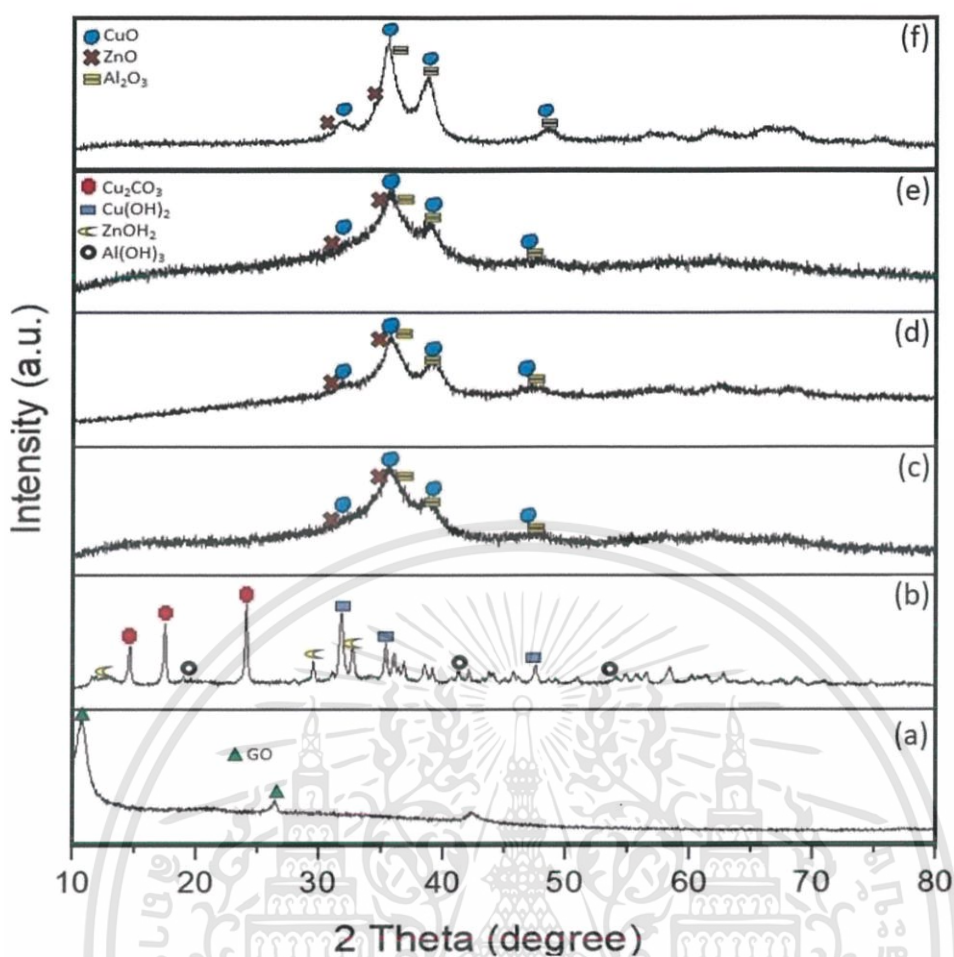 CuO
ZnO
Al₂O₃
(f)
Cu₂CO₃
Cu(OH)₂
ZnOH₂
Al(OH)₃
(e)
(d)
(c)
(b)
(a)
GO
Intensity (a.u.)
10 20 30 40 50 60 70 80
2 Theta (degree)